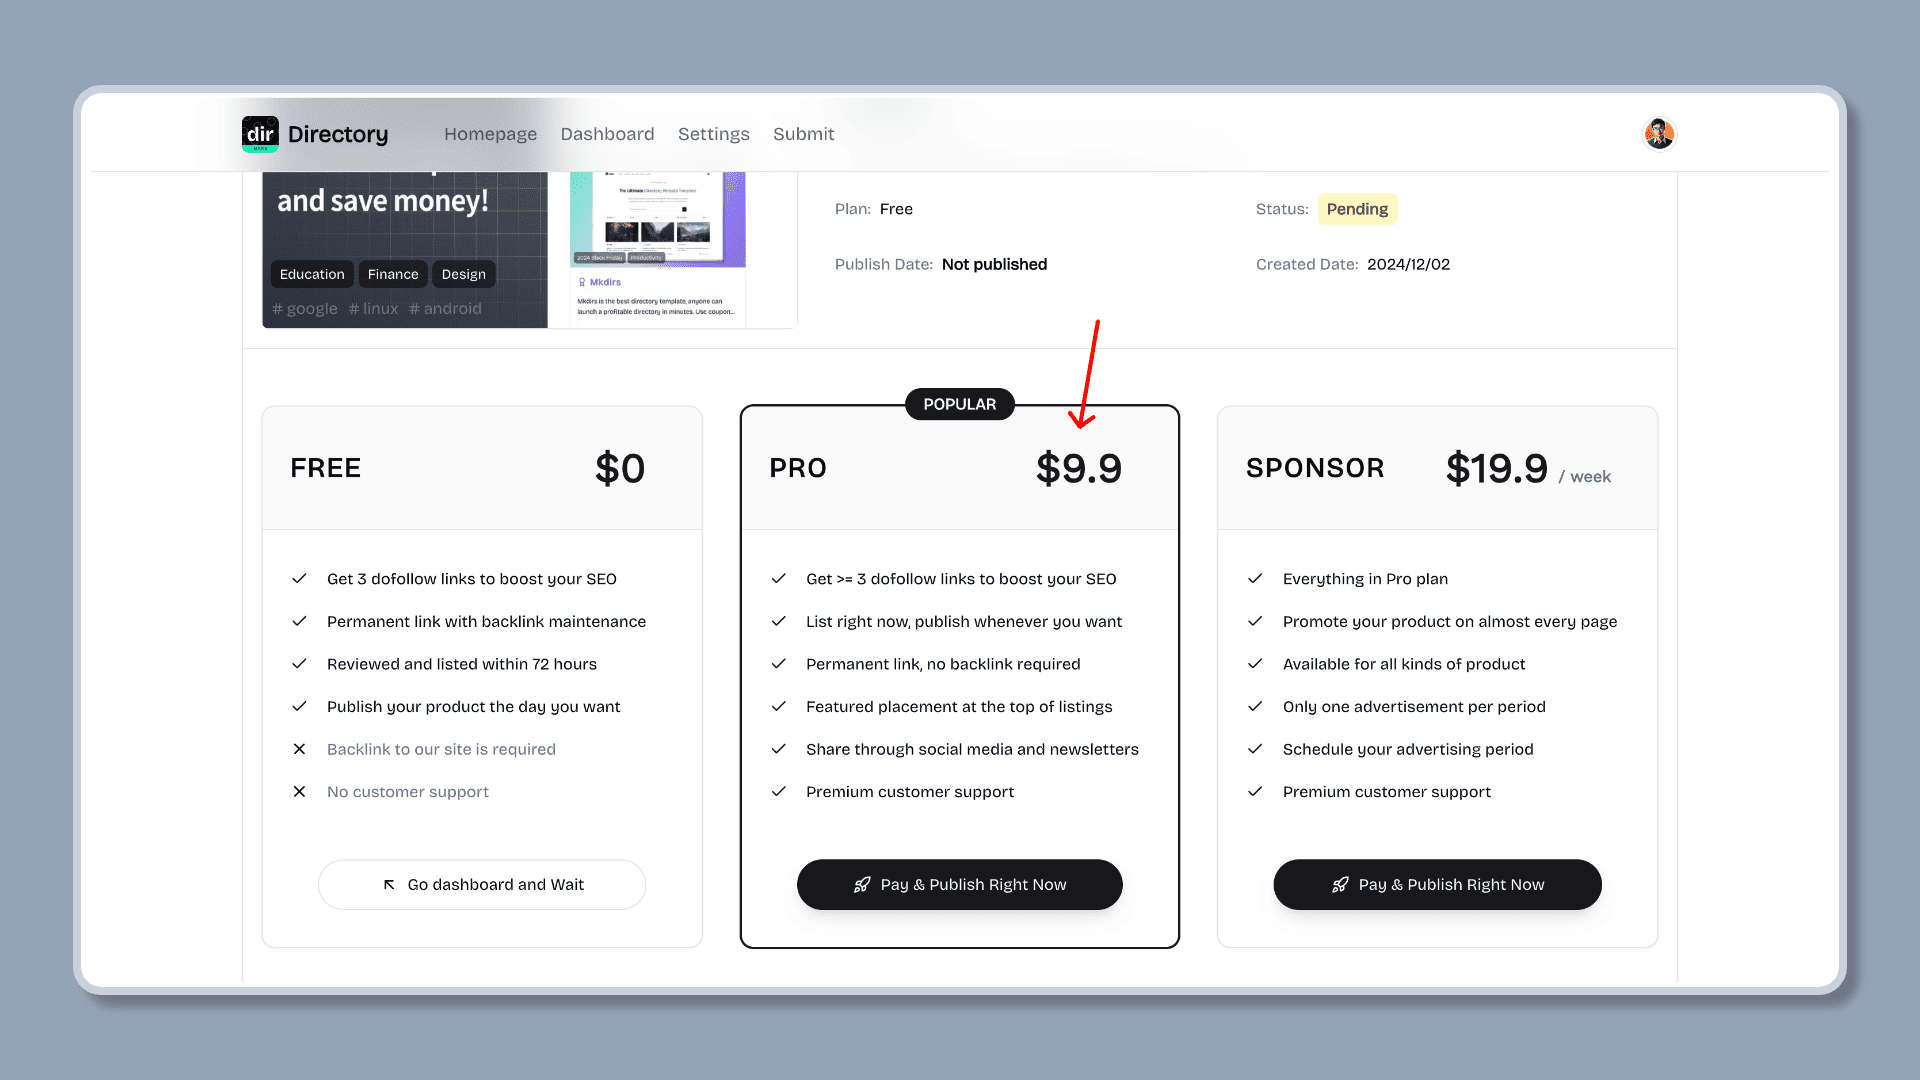 dir
Directory
Homepage
Dashboard
Settings
Submit
and save money!
Education
Finance
Design
# google # linux # android
The Ultimate Directory Website Template
2024 Black Friday
Productivity
Mkdirs
Mkdirs is the best directory template, anyone can
launch a profitable directory in minutes. Use coupon...
Plan: Free
Status: Pending
Publish Date: Not published
Created Date: 2024/12/02
FREE
$0
Get 3 dofollow links to boost your SEO
Permanent link with backlink maintenance
Reviewed and listed within 72 hours
Publish your product the day you want
Backlink to our site is required
No customer support
Go dashboard and Wait
POPULAR
PRO
$9.9
Get >= 3 dofollow links to boost your SEO
List right now, publish whenever you want
Permanent link, no backlink required
Featured placement at the top of listings
Share through social media and newsletters
Premium customer support
Pay & Publish Right Now
SPONSOR
$19.9 / week
Everything in Pro plan
Promote your product on almost every page
Available for all kinds of product
Only one advertisement per period
Schedule your advertising period
Premium customer support
Pay & Publish Right Now